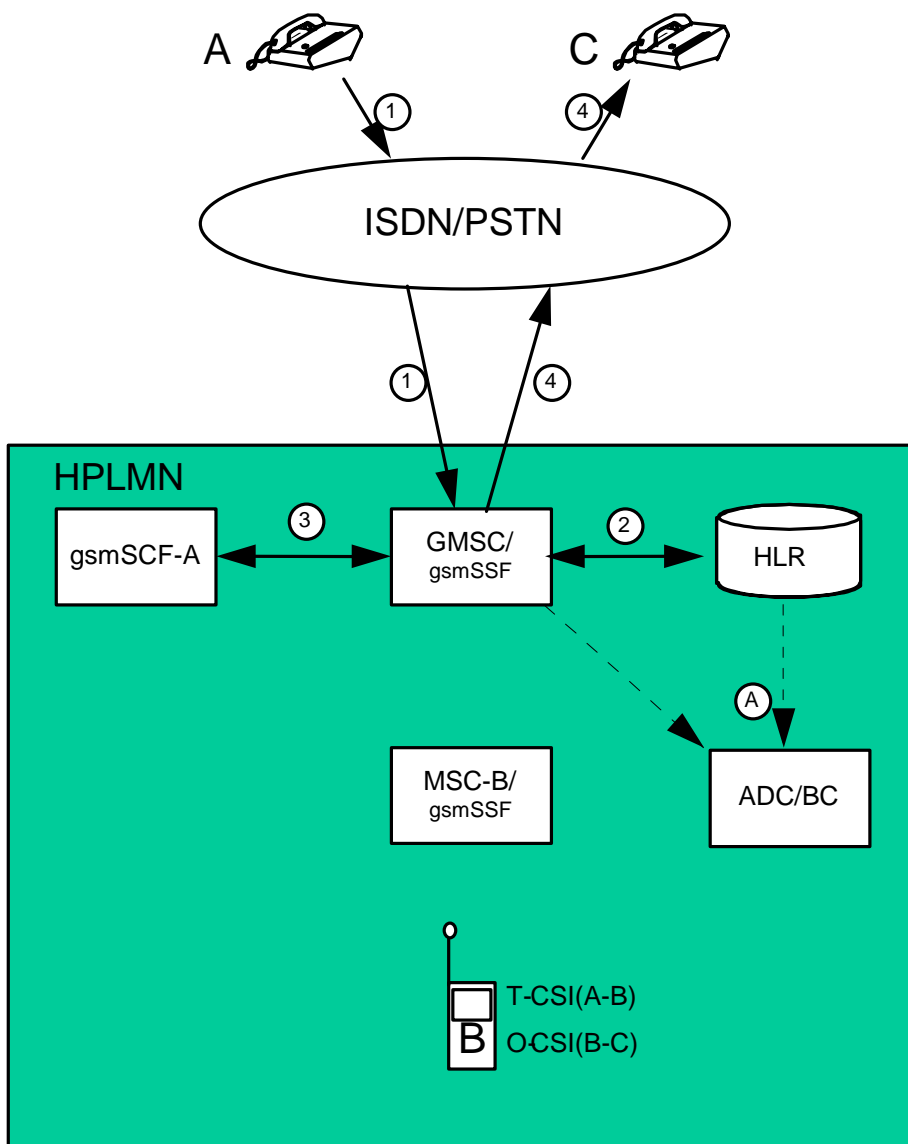 A
C
1
4
ISDN/PSTN
1
4
HPLMN
gsmSCF-A
3
GMSC/
gsmSSF
2
HLR
A
MSC-B/
gsmSSF
ADC/BC
T-CSI(A-B)
B
O-CSI(B-C)